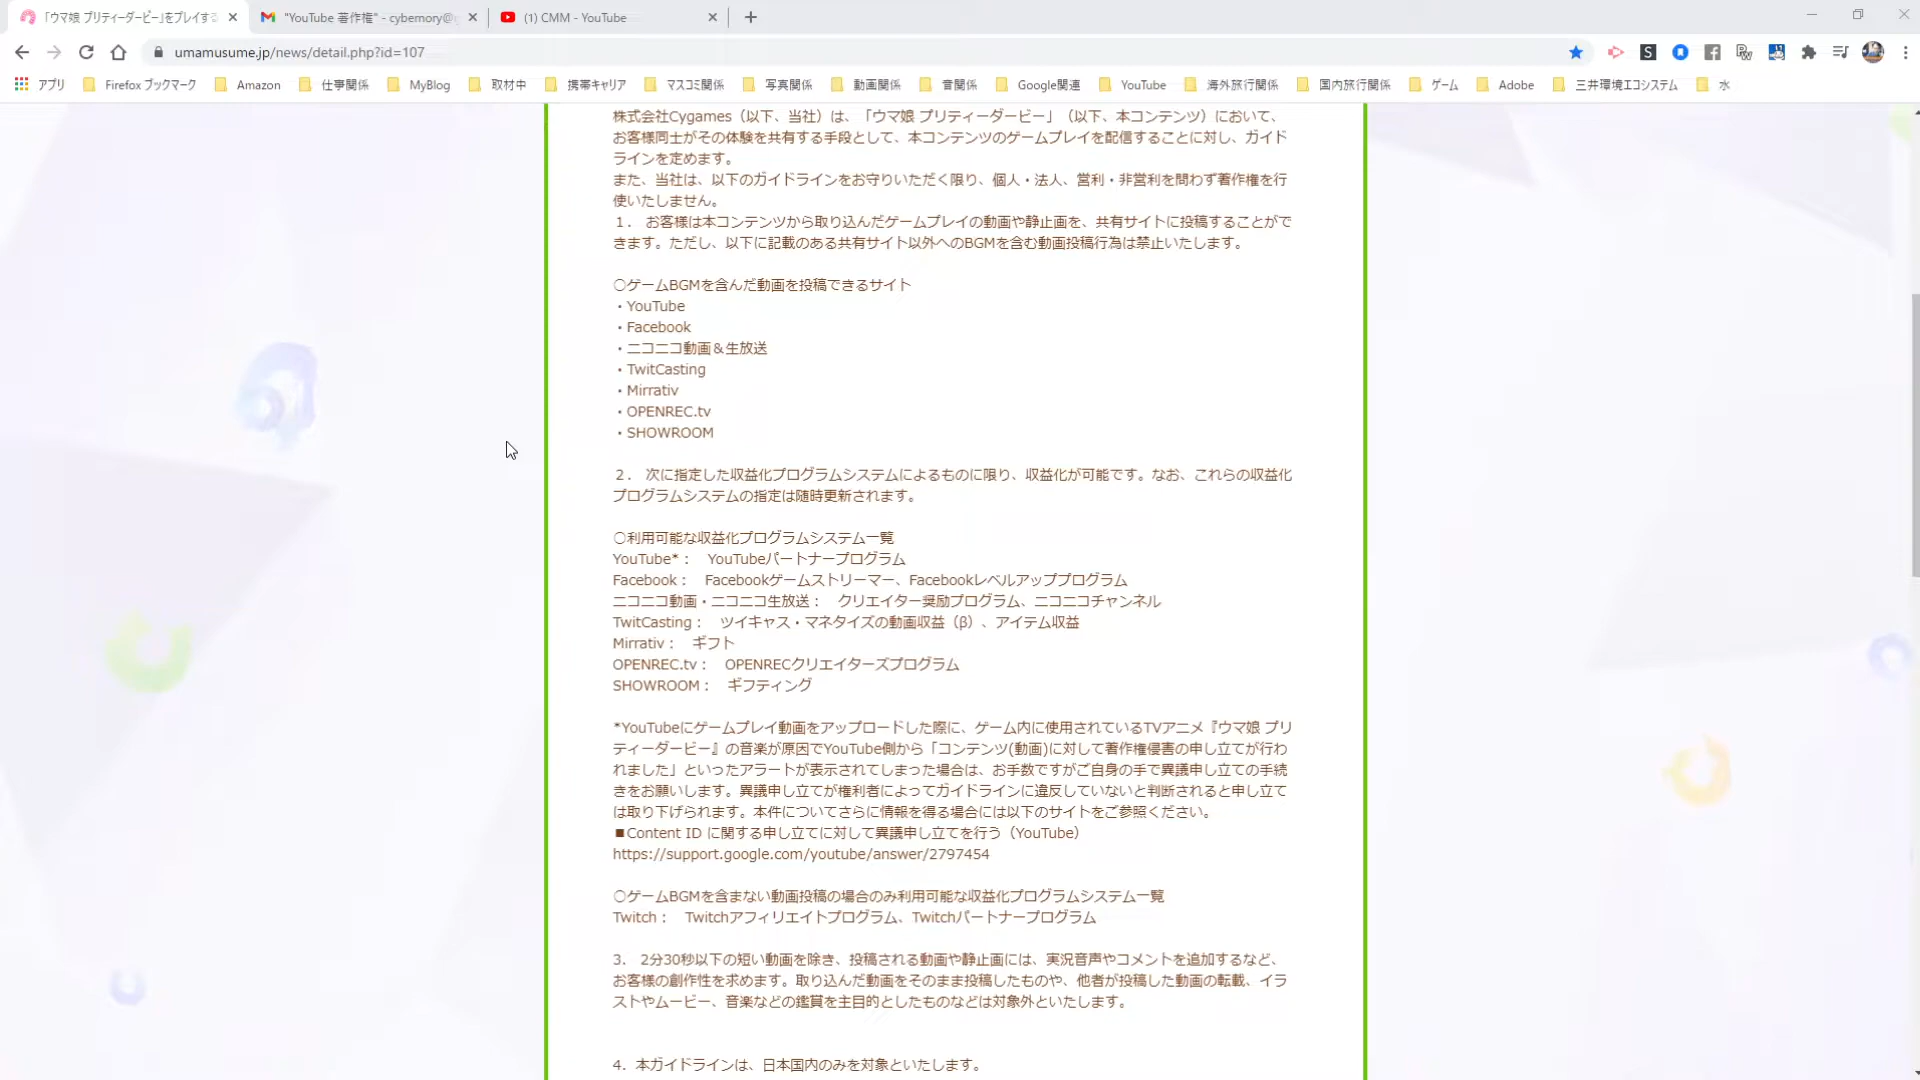 「ウマ娘 プリティーダービー」をプレイする
"YouTube 著作権" - cybemory@g
(1) CMM - YouTube
umamusume.jp/news/detail.php?id=107
アプリ Firefox ブックマーク Amazon 仕事関係 MyBlog 取材中 携帯キャリア マスコミ関係 写真関係 動画関係 音関係 Google関連 YouTube 海外旅行関係 国内旅行関係 ゲーム Adobe 三井環境エコシステム 水
株式会社Cygames（以下、当社）は、「ウマ娘 プリティーダービー」（以下、本コンテンツ）において、
お客様同士がその体験を共有する手段として、本コンテンツのゲームプレイを配信することに対し、ガイド
ラインを定めます。
また、当社は、以下のガイドラインをお守りいただく限り、個人・法人、営利・非営利を問わず著作権を行
使いたしません。
１． お客様は本コンテンツから取り込んだゲームプレイの動画や静止画を、共有サイトに投稿することがで
きます。ただし、以下に記載のある共有サイト以外へのBGMを含む動画投稿行為は禁止いたします。
○ゲームBGMを含んだ動画を投稿できるサイト
・YouTube
・Facebook
・ニコニコ動画＆生放送
・TwitCasting
・Mirrativ
・OPENREC.tv
・SHOWROOM
２． 次に指定した収益化プログラムシステムによるものに限り、収益化が可能です。なお、これらの収益化
プログラムシステムの指定は随時更新されます。
○利用可能な収益化プログラムシステム一覧
YouTube*： YouTubeパートナープログラム
Facebook： Facebookゲームストリーマー、Facebookレベルアッププログラム
ニコニコ動画・ニコニコ生放送： クリエイター奨励プログラム、ニコニコチャンネル
TwitCasting： ツイキャス・マネタイズの動画収益（β）、アイテム収益
Mirrativ： ギフト
OPENREC.tv： OPENRECクリエイターズプログラム
SHOWROOM： ギフティング
*YouTubeにゲームプレイ動画をアップロードした際に、ゲーム内に使用されているTVアニメ『ウマ娘 プリ
ティーダービー』の音楽が原因でYouTube側から「コンテンツ(動画)に対して著作権侵害の申し立てが行わ
れました」といったアラートが表示されてしまった場合は、お手数ですがご自身の手で異議申し立ての手続
きをお願いします。異議申し立てが権利者によってガイドラインに違反していないと判断されると申し立て
は取り下げられます。本件についてさらに情報を得る場合には以下のサイトをご参照ください。
■Content ID に関する申し立てに対して異議申し立てを行う（YouTube）
https://support.google.com/youtube/answer/2797454
○ゲームBGMを含まない動画投稿の場合のみ利用可能な収益化プログラムシステム一覧
Twitch： Twitchアフィリエイトプログラム、Twitchパートナープログラム
3． 2分30秒以下の短い動画を除き、投稿される動画や静止画には、実況音声やコメントを追加するなど、
お客様の創作性を求めます。取り込んだ動画をそのまま投稿したものや、他者が投稿した動画の転載、イラ
ストやムービー、音楽などの鑑賞を主目的としたものなどは対象外といたします。
4．本ガイドラインは、日本国内のみを対象といたします。